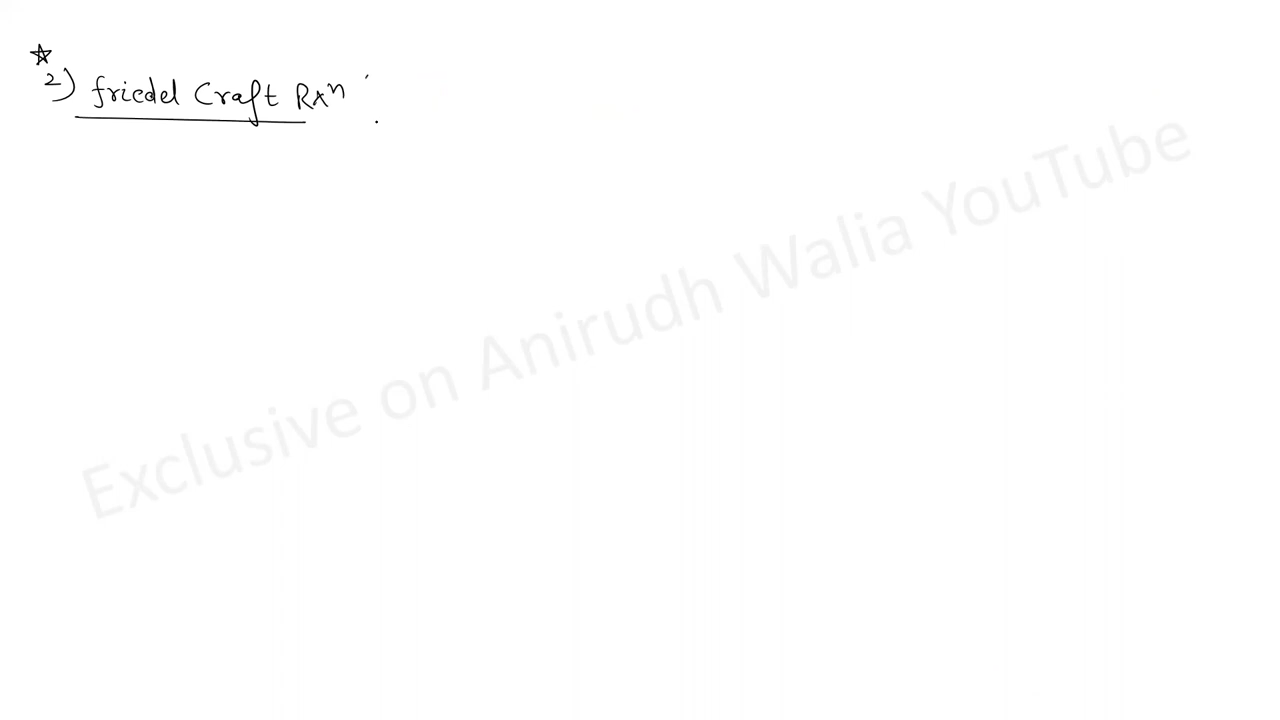 ☆
2) friedel Craft RXⁿ
Exclusive on Anirudh Walia YouTube